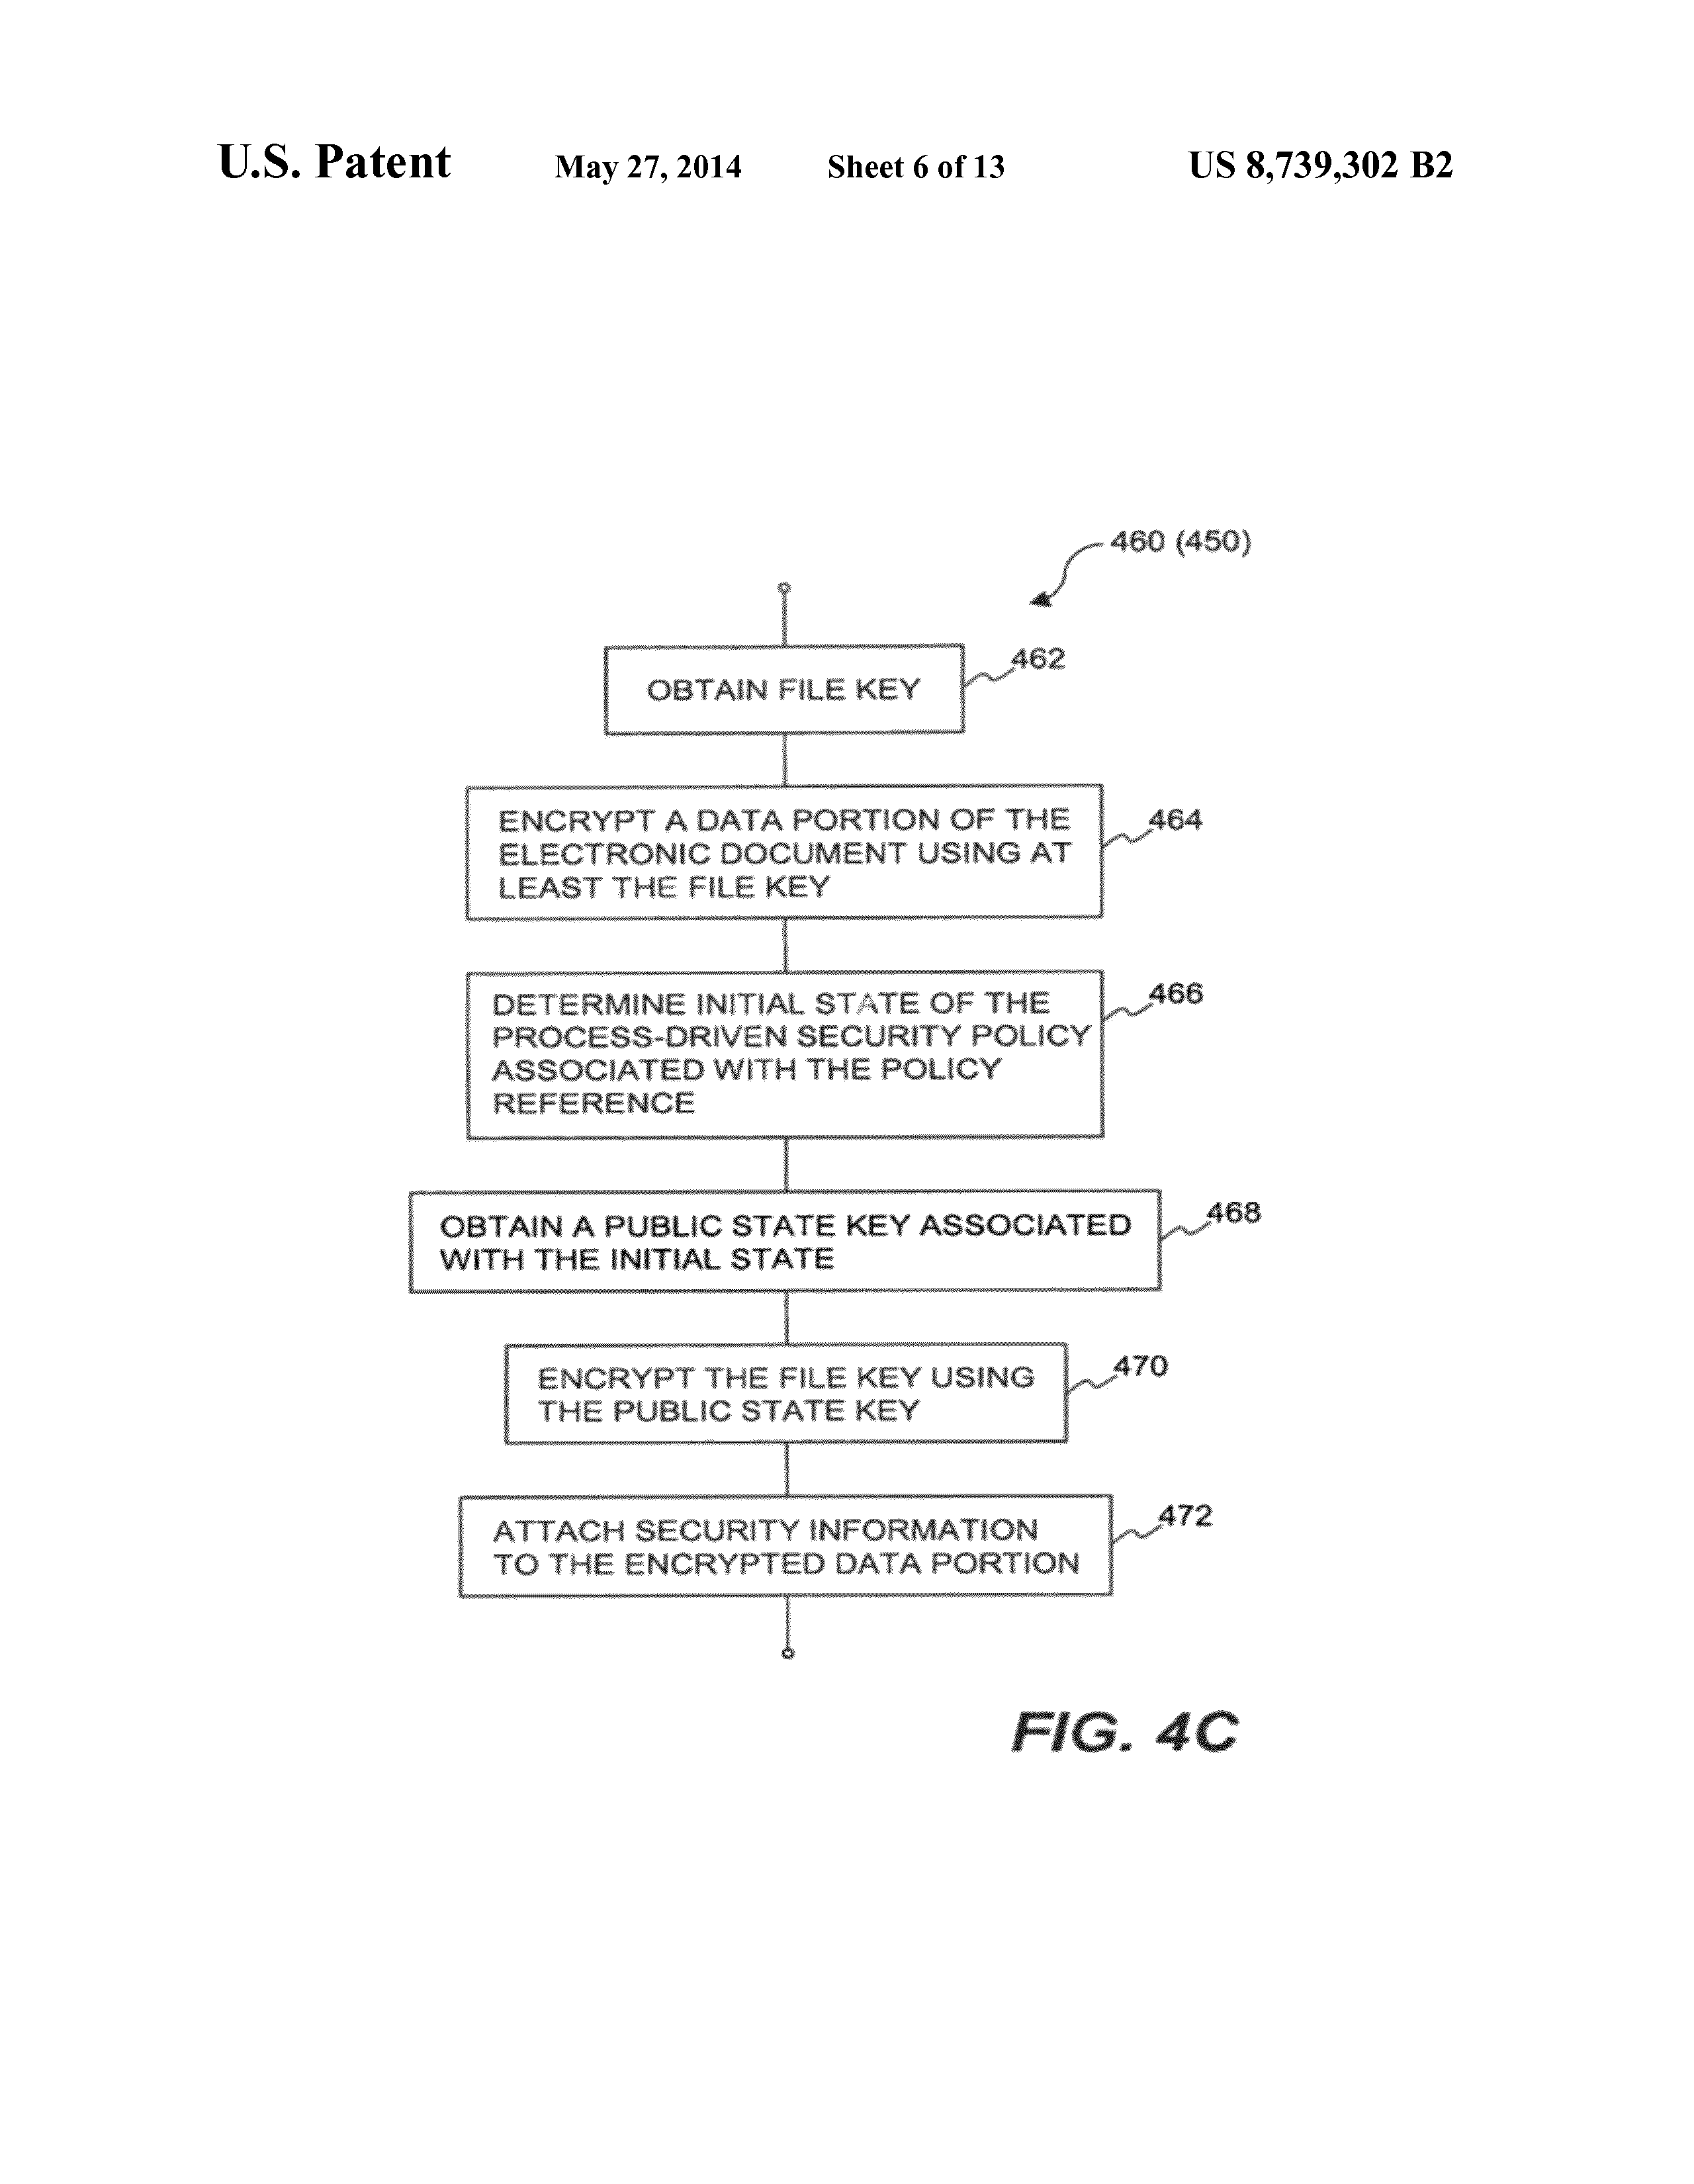 U.S. Patent May 27, 2014 Sheet 6 of 13 US 8,739,302 B2
460 (450)
OBTAIN FILE KEY
462
ENCRYPT A DATA PORTION OF THE
ELECTRONIC DOCUMENT USING AT
LEAST THE FILE KEY
464
DETERMINE INITIAL STATE OF THE
PROCESS-DRIVEN SECURITY POLICY
ASSOCIATED WITH THE POLICY
REFERENCE
466
OBTAIN A PUBLIC STATE KEY ASSOCIATED
WITH THE INITIAL STATE
468
ENCRYPT THE FILE KEY USING
THE PUBLIC STATE KEY
470
ATTACH SECURITY INFORMATION
TO THE ENCRYPTED DATA PORTION
472
FIG. 4C